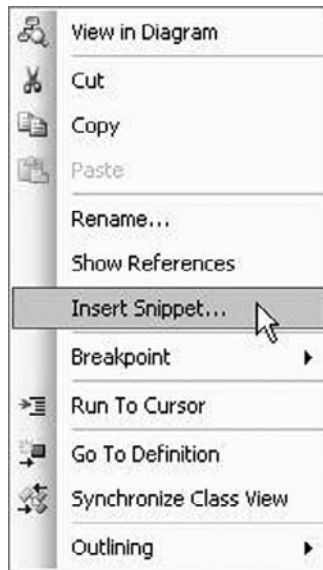 View in Diagram
Cut
Copy
Paste
Rename...
Show References
Insert Snippet...
Breakpoint
Run To Cursor
Go To Definition
Synchronize Class View
Outlining